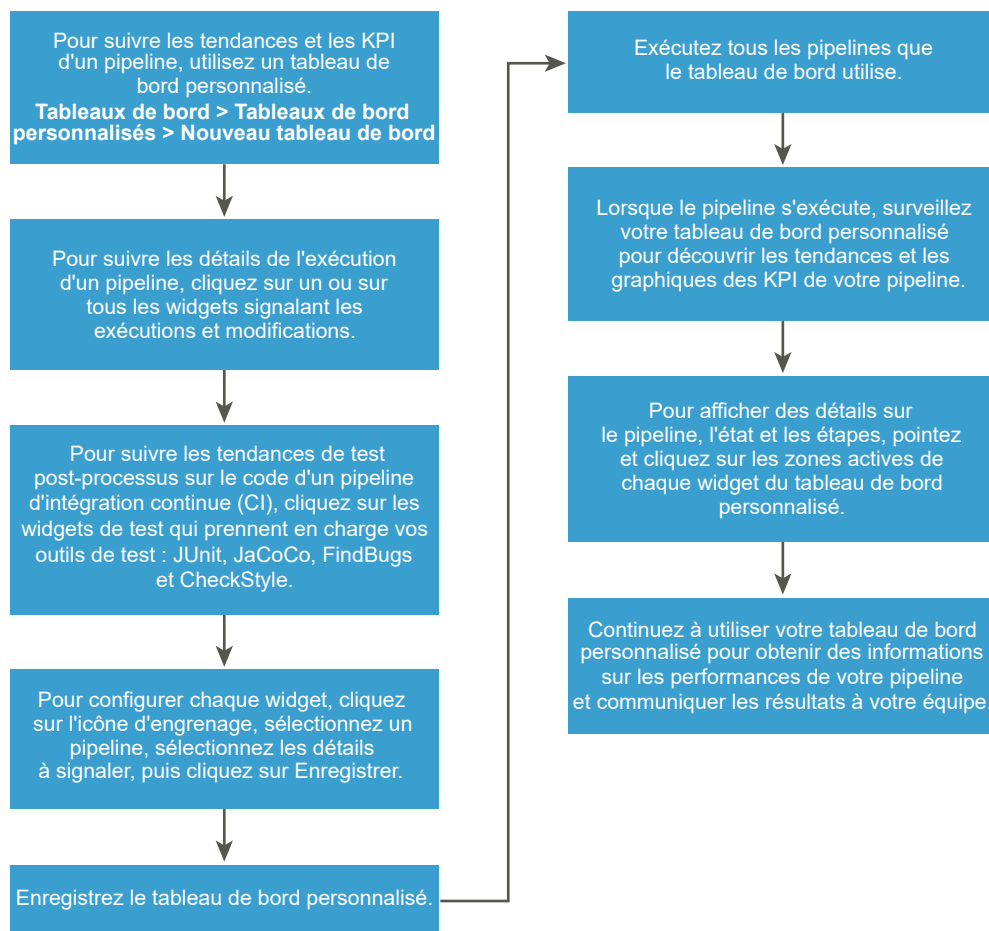 Pour suivre les tendances et les KPI
d'un pipeline, utilisez un tableau de
bord personnalisé.
Tableaux de bord > Tableaux de bord
personnalisés > Nouveau tableau de bord
Pour suivre les détails de l'exécution
d'un pipeline, cliquez sur un ou sur
tous les widgets signalant les
exécutions et modifications.
Pour suivre les tendances de test
post-processus sur le code d'un pipeline
d'intégration continue (CI), cliquez sur les
widgets de test qui prennent en charge vos
outils de test : JUnit, JaCoCo, FindBugs
et CheckStyle.
Pour configurer chaque widget, cliquez
sur l'icône d'engrenage, sélectionnez un
pipeline, sélectionnez les détails
à signaler, puis cliquez sur Enregistrer.
Enregistrez le tableau de bord personnalisé.
Exécutez tous les pipelines que
le tableau de bord utilise.
Lorsque le pipeline s'exécute, surveillez
votre tableau de bord personnalisé
pour découvrir les tendances et les
graphiques des KPI de votre pipeline.
Pour afficher des détails sur
le pipeline, l'état et les étapes, pointez
et cliquez sur les zones actives de
chaque widget du tableau de bord
personnalisé.
Continuez à utiliser votre tableau de bord
personnalisé pour obtenir des informations
sur les performances de votre pipeline
et communiquer les résultats à votre équipe.